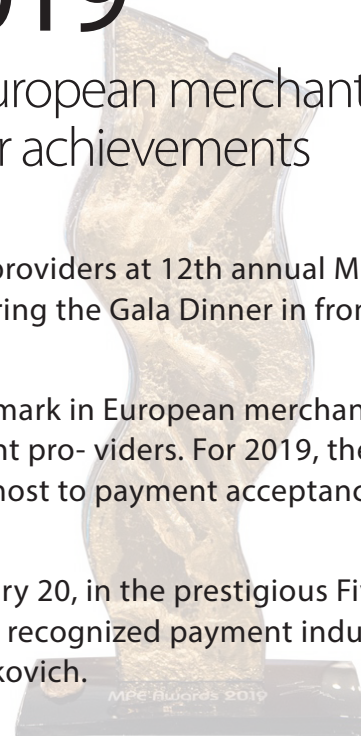 2019
uropean merchant
r achievements
providers at 12th annual M
ring the Gala Dinner in fron
mark in European merchan
nt pro- viders. For 2019, the
nost to payment acceptanc
ry 20, in the prestigious Fi
recognized payment indu
kovich.
MPE Awards 2019